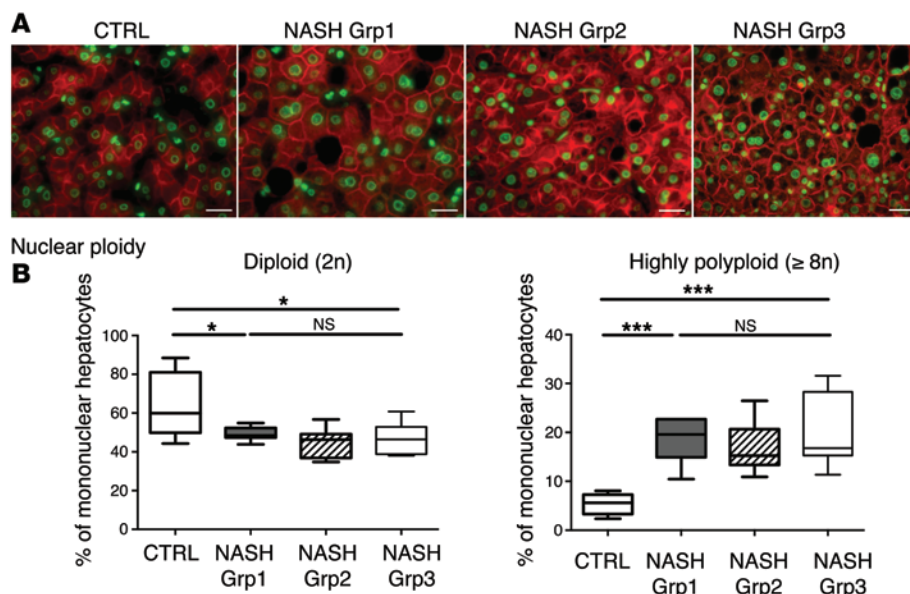 A
CTRL NASH Grp1 NASH Grp2 NASH Grp3
Nuclear ploidy
B
Diploid (2n)
% of mononuclear hepatocytes
100
80
60
40
20
0
*
* NS
CTRL NASH NASH NASH
Grp1 Grp2 Grp3
Highly polyploid (≥ 8n)
% of mononuclear hepatocytes
40
30
20
10
0
***
*** NS
CTRL NASH NASH NASH
Grp1 Grp2 Grp3